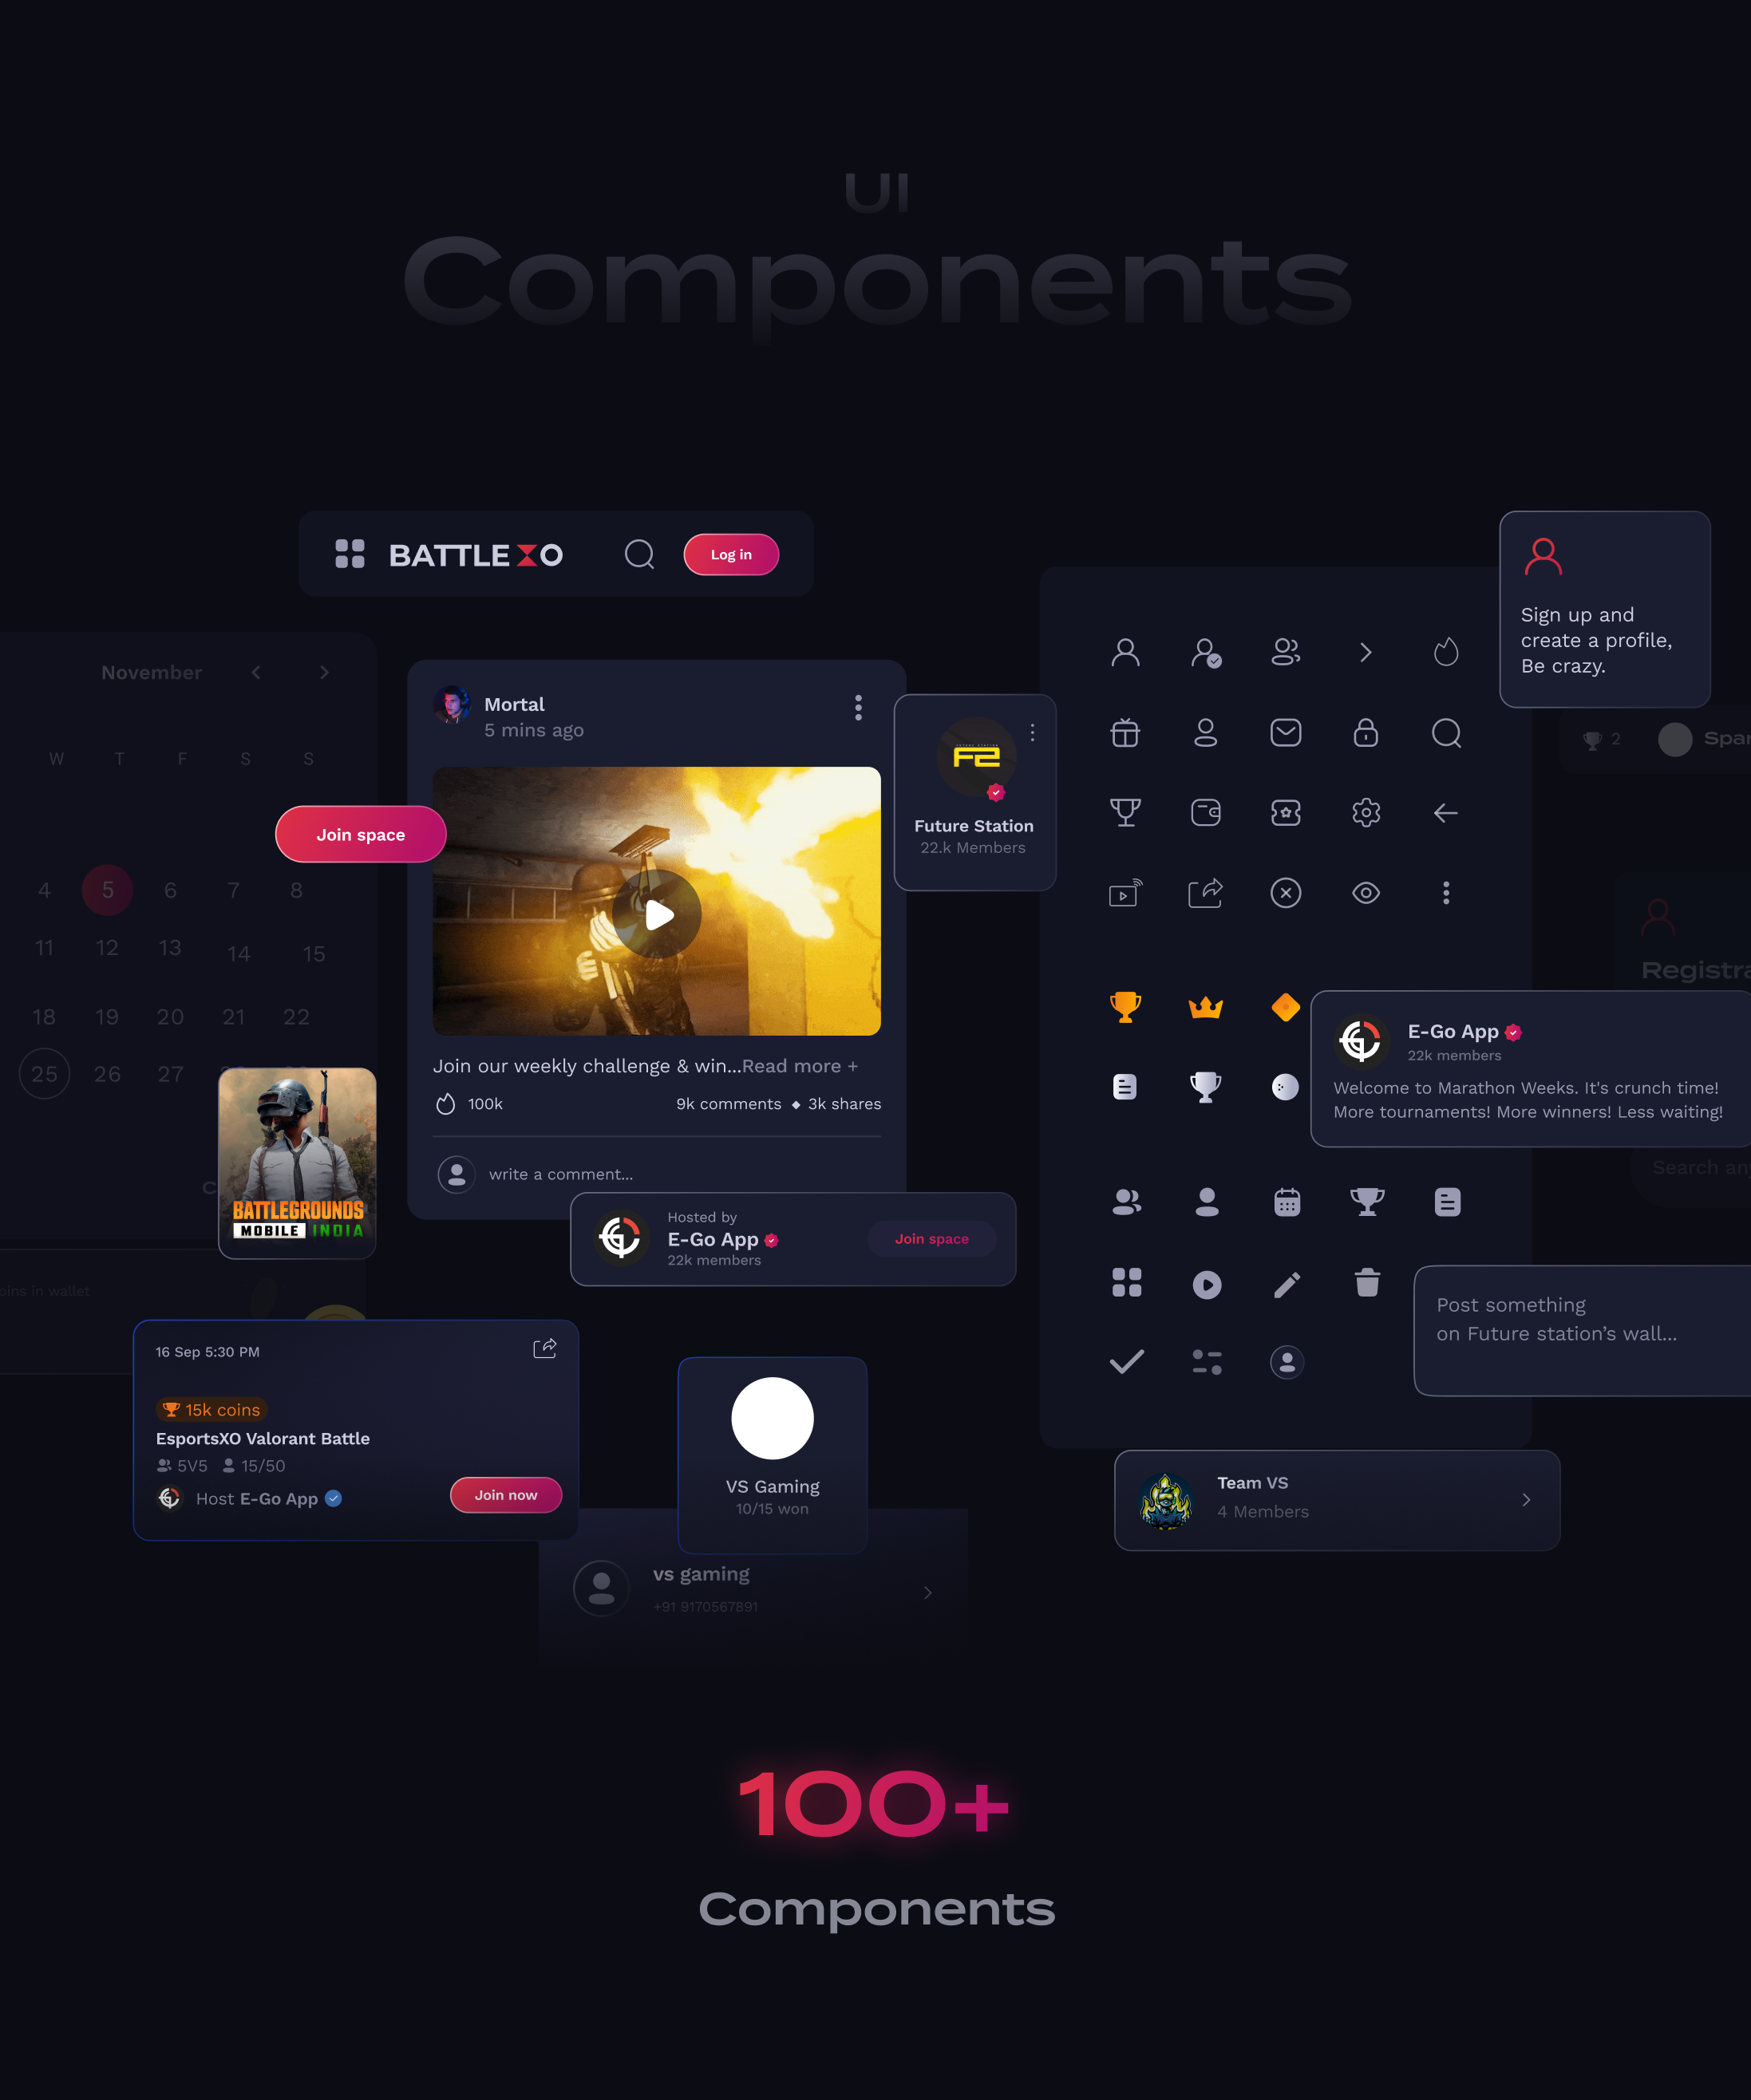 UI
Components
BATTLE XO
Log in
Sign up and
create a profile,
Be crazy.
November
W T F S S
4 5 6 7 8
11 12 13 14 15
18 19 20 21 22
25 26 27
Join space
Mortal
5 mins ago
Join our weekly challenge & win...Read more +
100k
9k comments ◆ 3k shares
write a comment...
FUTURE STATION
Future Station
22.k Members
2
Registra
E-Go App
22k members
Welcome to Marathon Weeks. It's crunch time!
More tournaments! More winners! Less waiting!
Search an
BATTLEGROUNDS
MOBILE INDIA
oins in wallet
Hosted by
E-Go App
22k members
Join space
Post something
on Future station’s wall...
16 Sep 5:30 PM
15k coins
EsportsXO Valorant Battle
5V5 15/50
Host E-Go App
Join now
VS Gaming
10/15 won
vs gaming
+91 9170567891
Team VS
4 Members
100+
Components